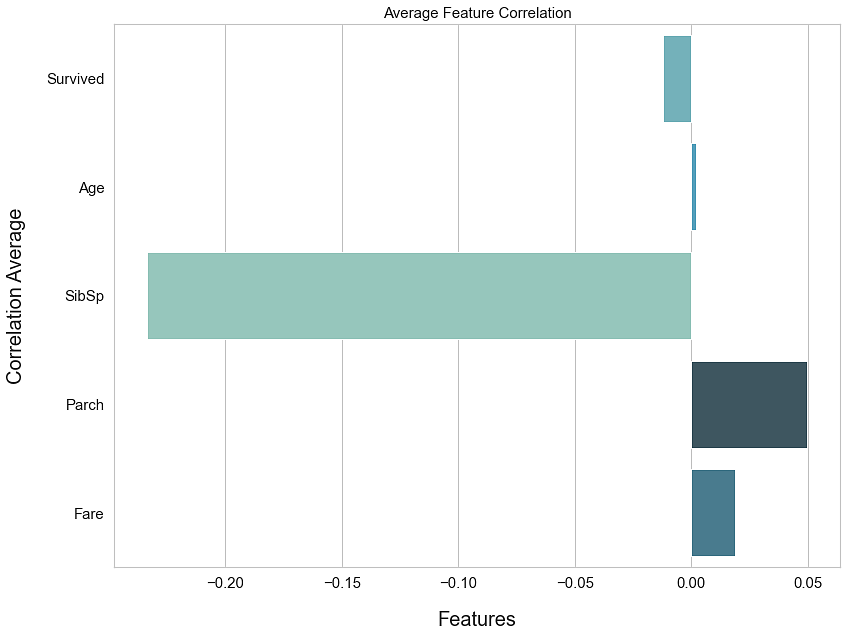 Average Feature Correlation
Correlation Average
Survived
Age
SibSp
Parch
Fare
−0.20 −0.15 −0.10 −0.05 0.00 0.05
Features